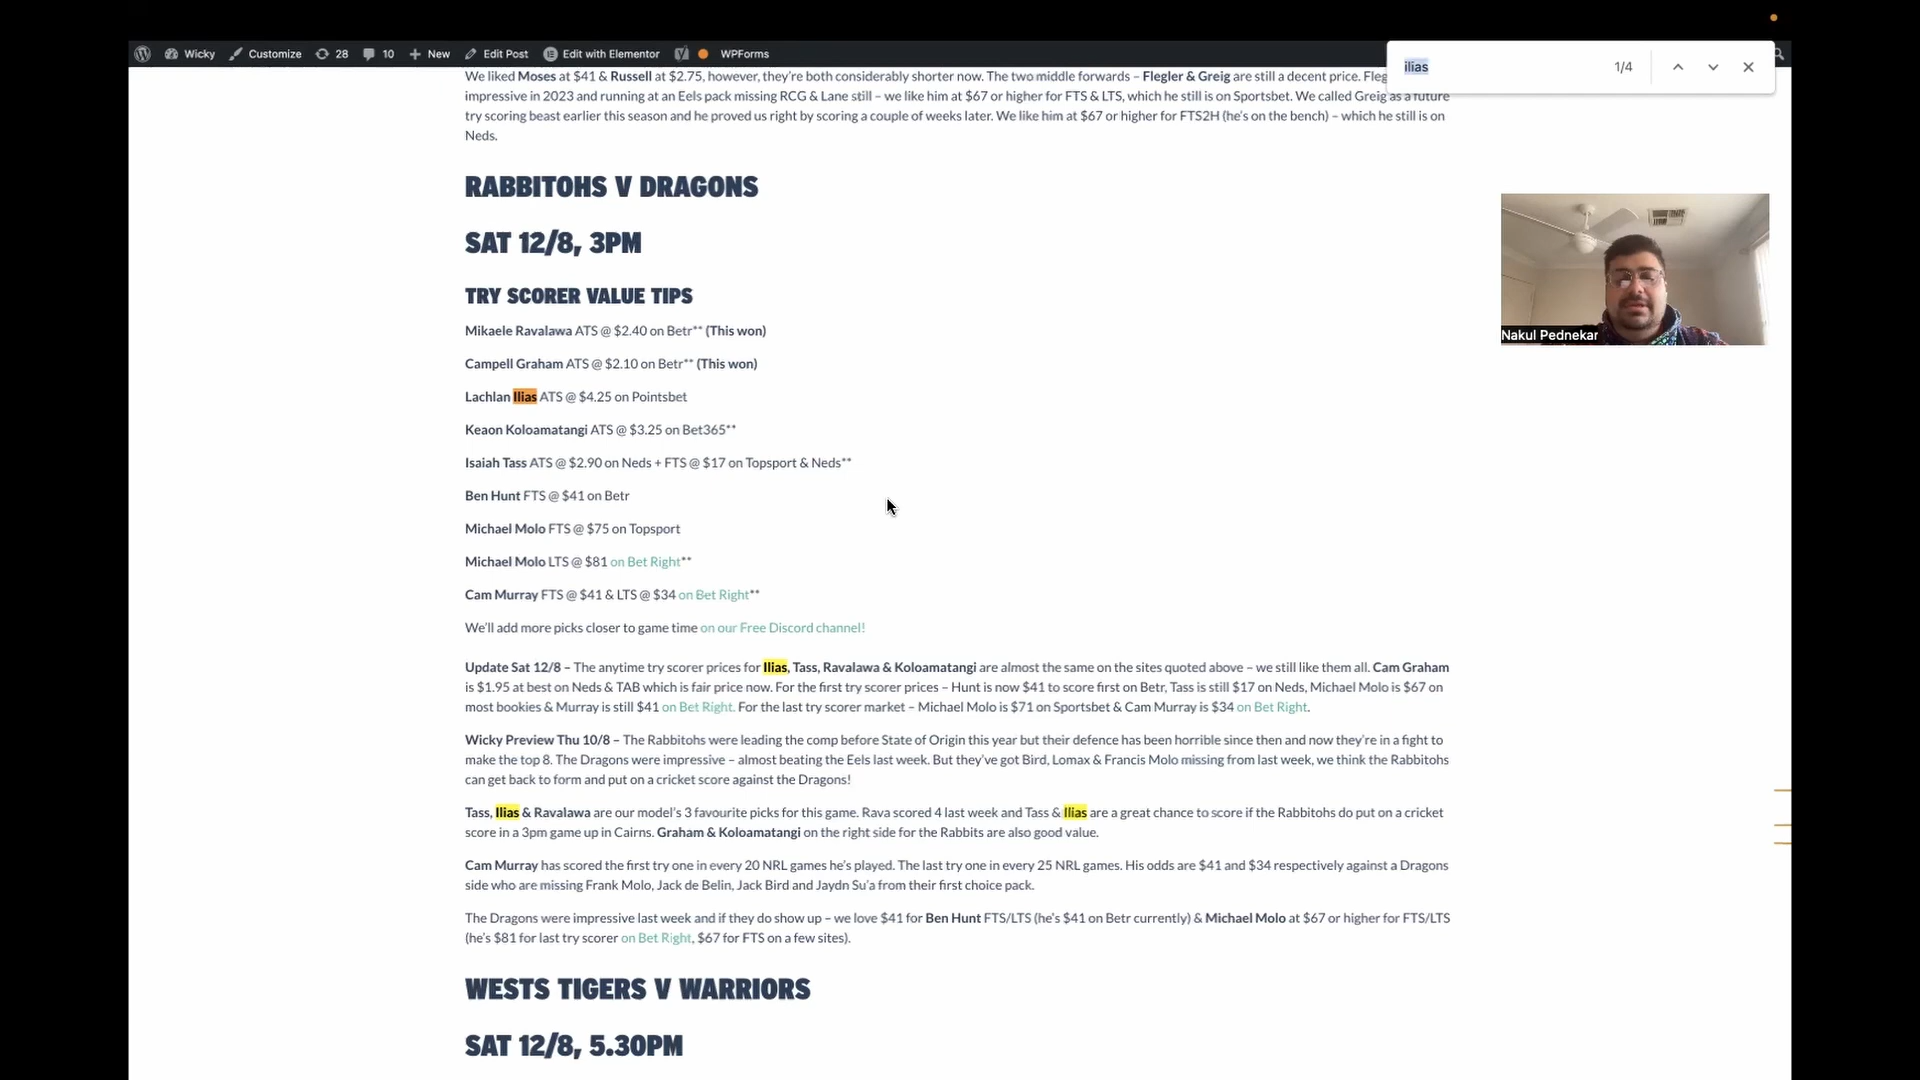 Wicky Customize 28 10 New Edit Post Edit with Elementor WPForms
ilias 1/4
We liked Moses at $41 & Russell at $2.75, however, they're both considerably shorter now. The two middle forwards – Flegler & Greig are still a decent price. Fleg
impressive in 2023 and running at an Eels pack missing RCG & Lane still – we like him at $67 or higher for FTS & LTS, which he still is on Sportsbet. We called Greig as a future
try scoring beast earlier this season and he proved us right by scoring a couple of weeks later. We like him at $67 or higher for FTS2H (he's on the bench) – which he still is on
Neds.
RABBITOHS V DRAGONS
SAT 12/8, 3PM
TRY SCORER VALUE TIPS
Mikaele Ravalawa ATS @ $2.40 on Betr** (This won)
Nakul Pednekar
Campell Graham ATS @ $2.10 on Betr** (This won)
Lachlan Ilias ATS @ $4.25 on Pointsbet
Keaon Koloamatangi ATS @ $3.25 on Bet365**
Isaiah Tass ATS @ $2.90 on Neds + FTS @ $17 on Topsport & Neds**
Ben Hunt FTS @ $41 on Betr
Michael Molo FTS @ $75 on Topsport
Michael Molo LTS @ $81 on Bet Right**
Cam Murray FTS @ $41 & LTS @ $34 on Bet Right**
We'll add more picks closer to game time on our Free Discord channel!
Update Sat 12/8 – The anytime try scorer prices for Ilias, Tass, Ravalawa & Koloamatangi are almost the same on the sites quoted above – we still like them all. Cam Graham
is $1.95 at best on Neds & TAB which is fair price now. For the first try scorer prices – Hunt is now $41 to score first on Betr, Tass is still $17 on Neds, Michael Molo is $67 on
most bookies & Murray is still $41 on Bet Right. For the last try scorer market – Michael Molo is $71 on Sportsbet & Cam Murray is $34 on Bet Right.
Wicky Preview Thu 10/8 – The Rabbitohs were leading the comp before State of Origin this year but their defence has been horrible since then and now they're in a fight to
make the top 8. The Dragons were impressive – almost beating the Eels last week. But they've got Bird, Lomax & Francis Molo missing from last week, we think the Rabbitohs
can get back to form and put on a cricket score against the Dragons!
Tass, Ilias & Ravalawa are our model's 3 favourite picks for this game. Rava scored 4 last week and Tass & Ilias are a great chance to score if the Rabbitohs do put on a cricket
score in a 3pm game up in Cairns. Graham & Koloamatangi on the right side for the Rabbits are also good value.
Cam Murray has scored the first try one in every 20 NRL games he's played. The last try one in every 25 NRL games. His odds are $41 and $34 respectively against a Dragons
side who are missing Frank Molo, Jack de Belin, Jack Bird and Jaydn Su'a from their first choice pack.
The Dragons were impressive last week and if they do show up – we love $41 for Ben Hunt FTS/LTS (he's $41 on Betr currently) & Michael Molo at $67 or higher for FTS/LTS
(he's $81 for last try scorer on Bet Right, $67 for FTS on a few sites).
WESTS TIGERS V WARRIORS
SAT 12/8, 5.30PM